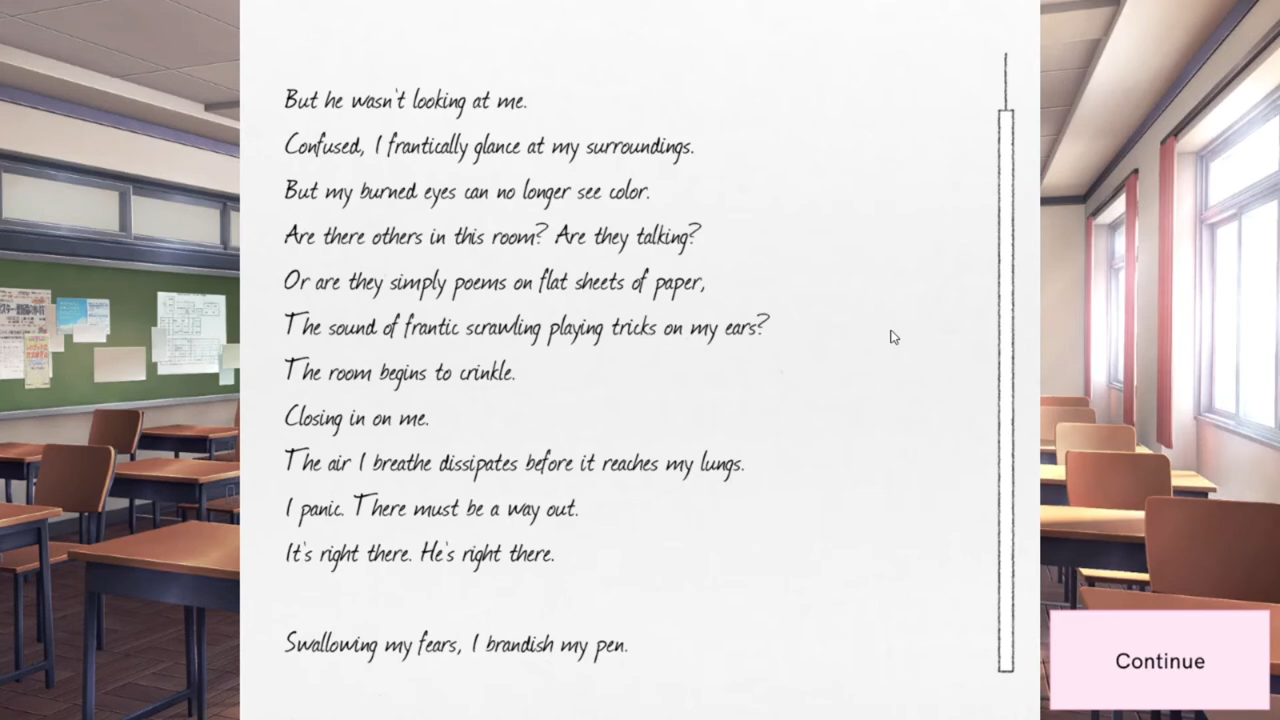 But he wasn't looking at me.
Confused, I frantically glance at my surroundings.
But my burned eyes can no longer see color.
Are there others in this room? Are they talking?
Or are they simply poems on flat sheets of paper,
The sound of frantic scrawling playing tricks on my ears?
The room begins to crinkle.
Closing in on me.
The air I breathe dissipates before it reaches my lungs.
I panic. There must be a way out.
It's right there. He's right there.
Swallowing my fears, I brandish my pen.
Continue